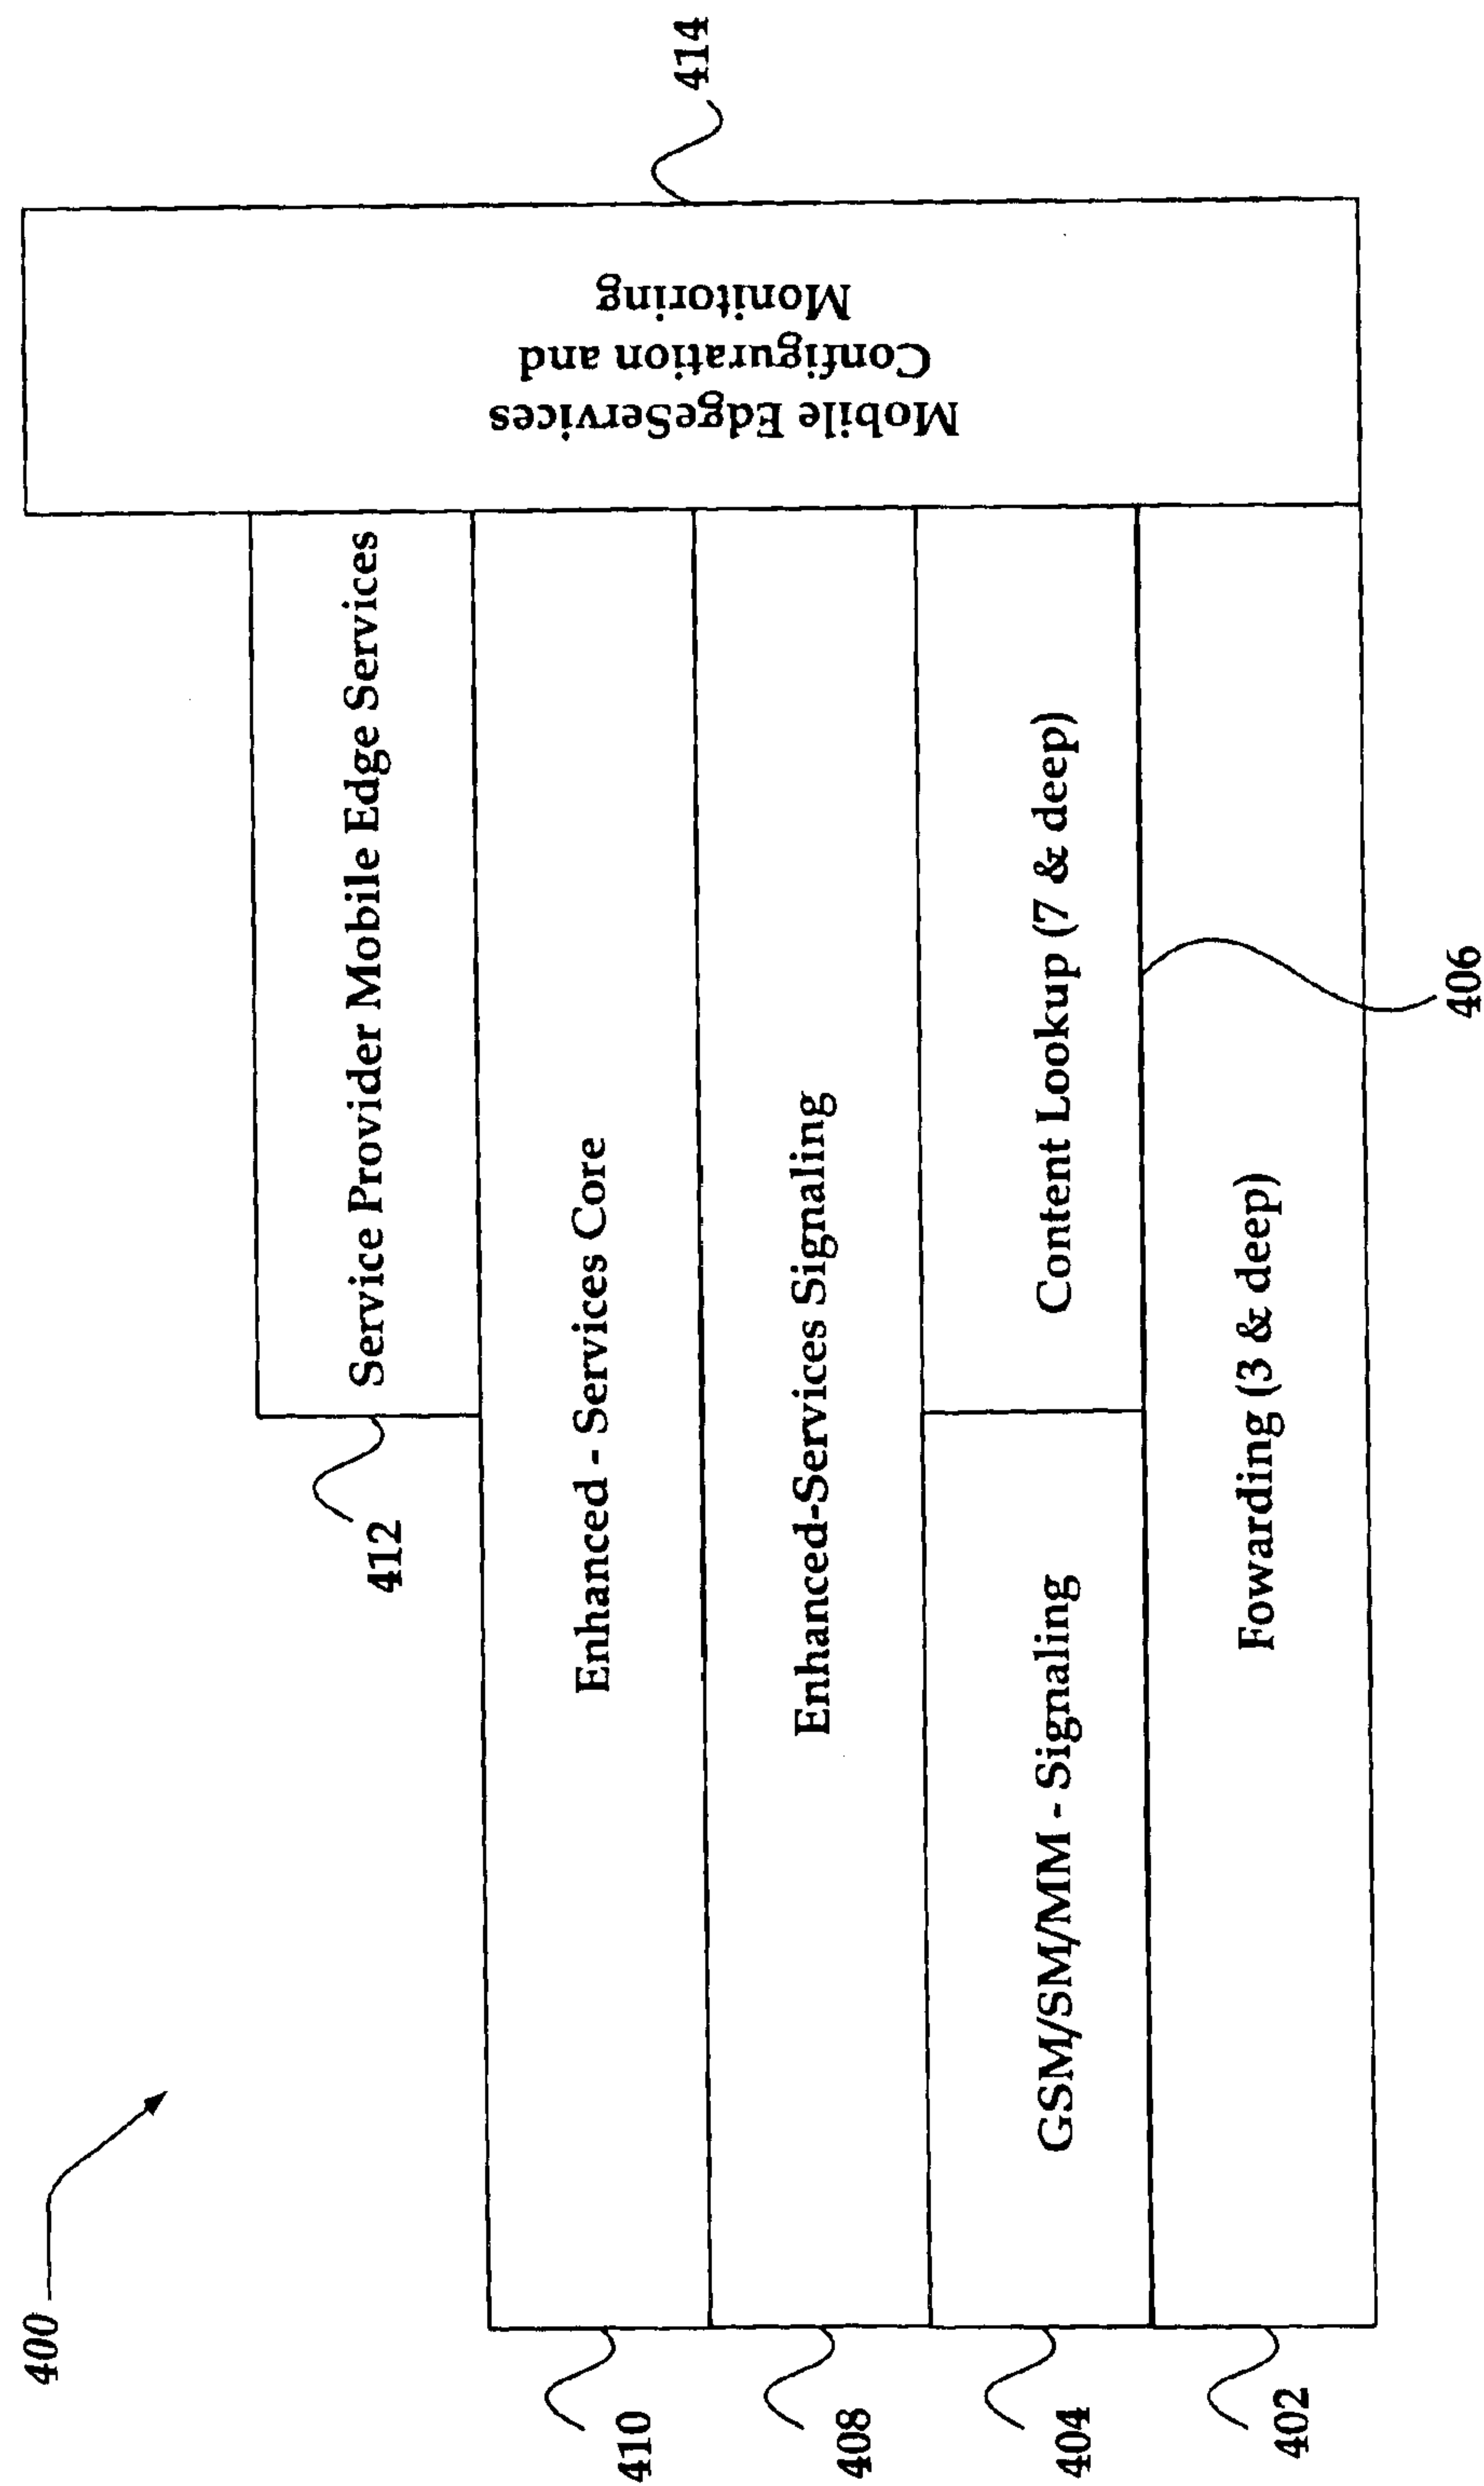 400
412
Service Provider Mobile Edge Services
410
Enhanced - Services Core
408
Enhanced-Services Signaling
404
GSM/SM/MM - Signaling
Content Lookup (7 & deep)
402
Fowarding (3 & deep)
406
Mobile EdgeServices
Configuration and
Monitoring
414